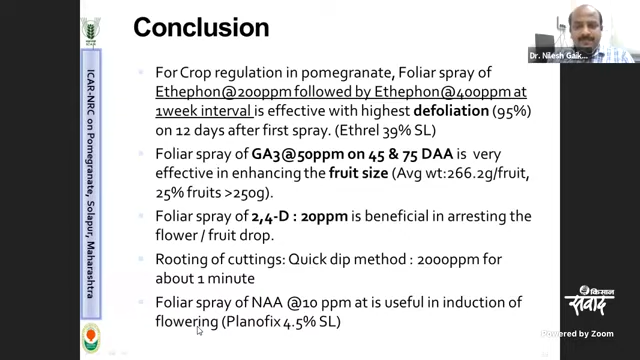 Conclusion
For Crop regulation in pomegranate, Foliar spray of
Ethephon@200ppm followed by Ethephon@400ppm at
1week interval is effective with highest defoliation (95%)
on 12 days after first spray. (Ethrel 39% SL)
Foliar spray of GA3@50ppm on 45 & 75 DAA is very
effective in enhancing the fruit size (Avg wt:266.2g/fruit,
25% fruits >250g).
Foliar spray of 2,4-D : 20ppm is beneficial in arresting the
flower / fruit drop.
Rooting of cuttings: Quick dip method : 2000ppm for
about 1 minute
Foliar spray of NAA @10 ppm at is useful in induction of
flowering (Planofix 4.5% SL)
ICAR-NRC on Pomegranate, Solapur, Maharashtra
Dr. Nilesh Gaik...
किसान
संवाद
Powered by Zoom